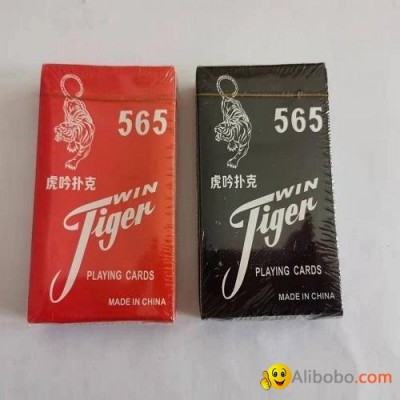 565
虎吟扑克
WIN
Tiger
PLAYING CARDS
MADE IN CHINA
565
虎吟扑克
WIN
Tiger
PLAYING CARDS
MADE IN CHINA
Alibobo.com